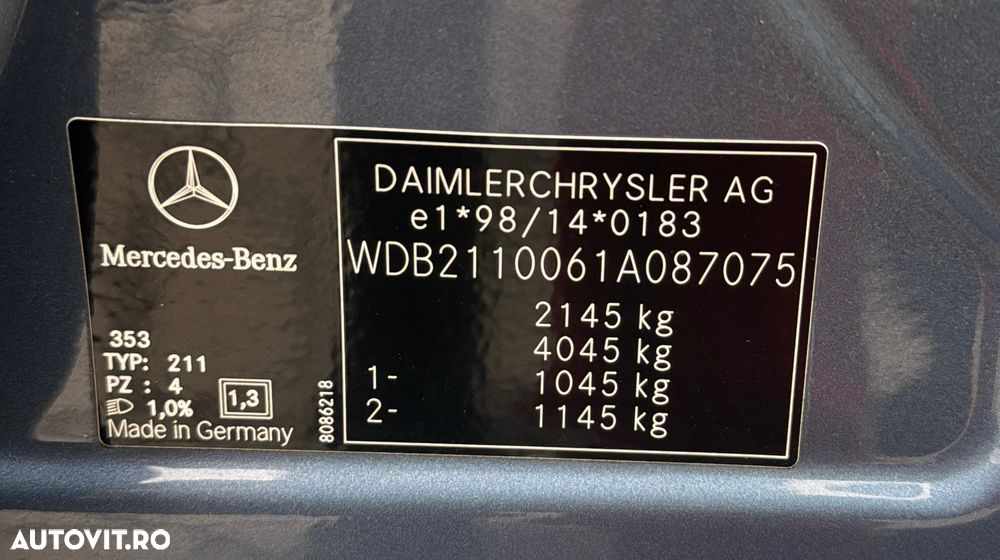 Mercedes-Benz
353
TYP: 211
PZ : 4
1,0%
1,3
Made in Germany
8086218
DAIMLERCHRYSLER AG
e1*98/14*0183
WDB2110061A087075
2145 kg
4045 kg
1- 1045 kg
2- 1145 kg
AUTOVIT.RO